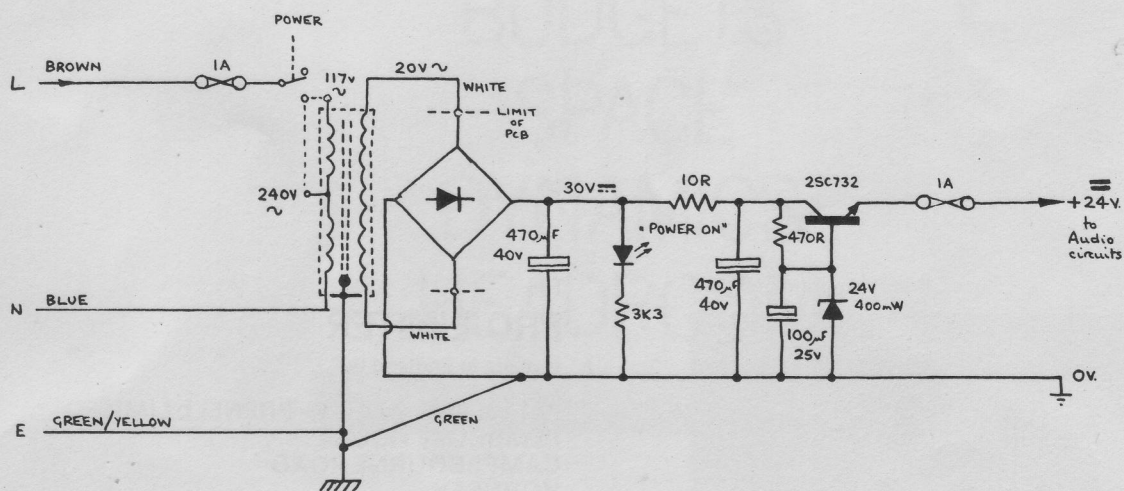 POWER
L BROWN 1A
117V
~
20V ~
WHITE
LIMIT
OF
PCB
240V
~
30V
10R
2SC732
1A
+24V.
to
Audio
circuits
470µF
40V
"POWER ON"
470R
470µF
40V
24V
400mW
3K3
100µF
25V
N BLUE
WHITE
0V.
GREEN
E GREEN/YELLOW